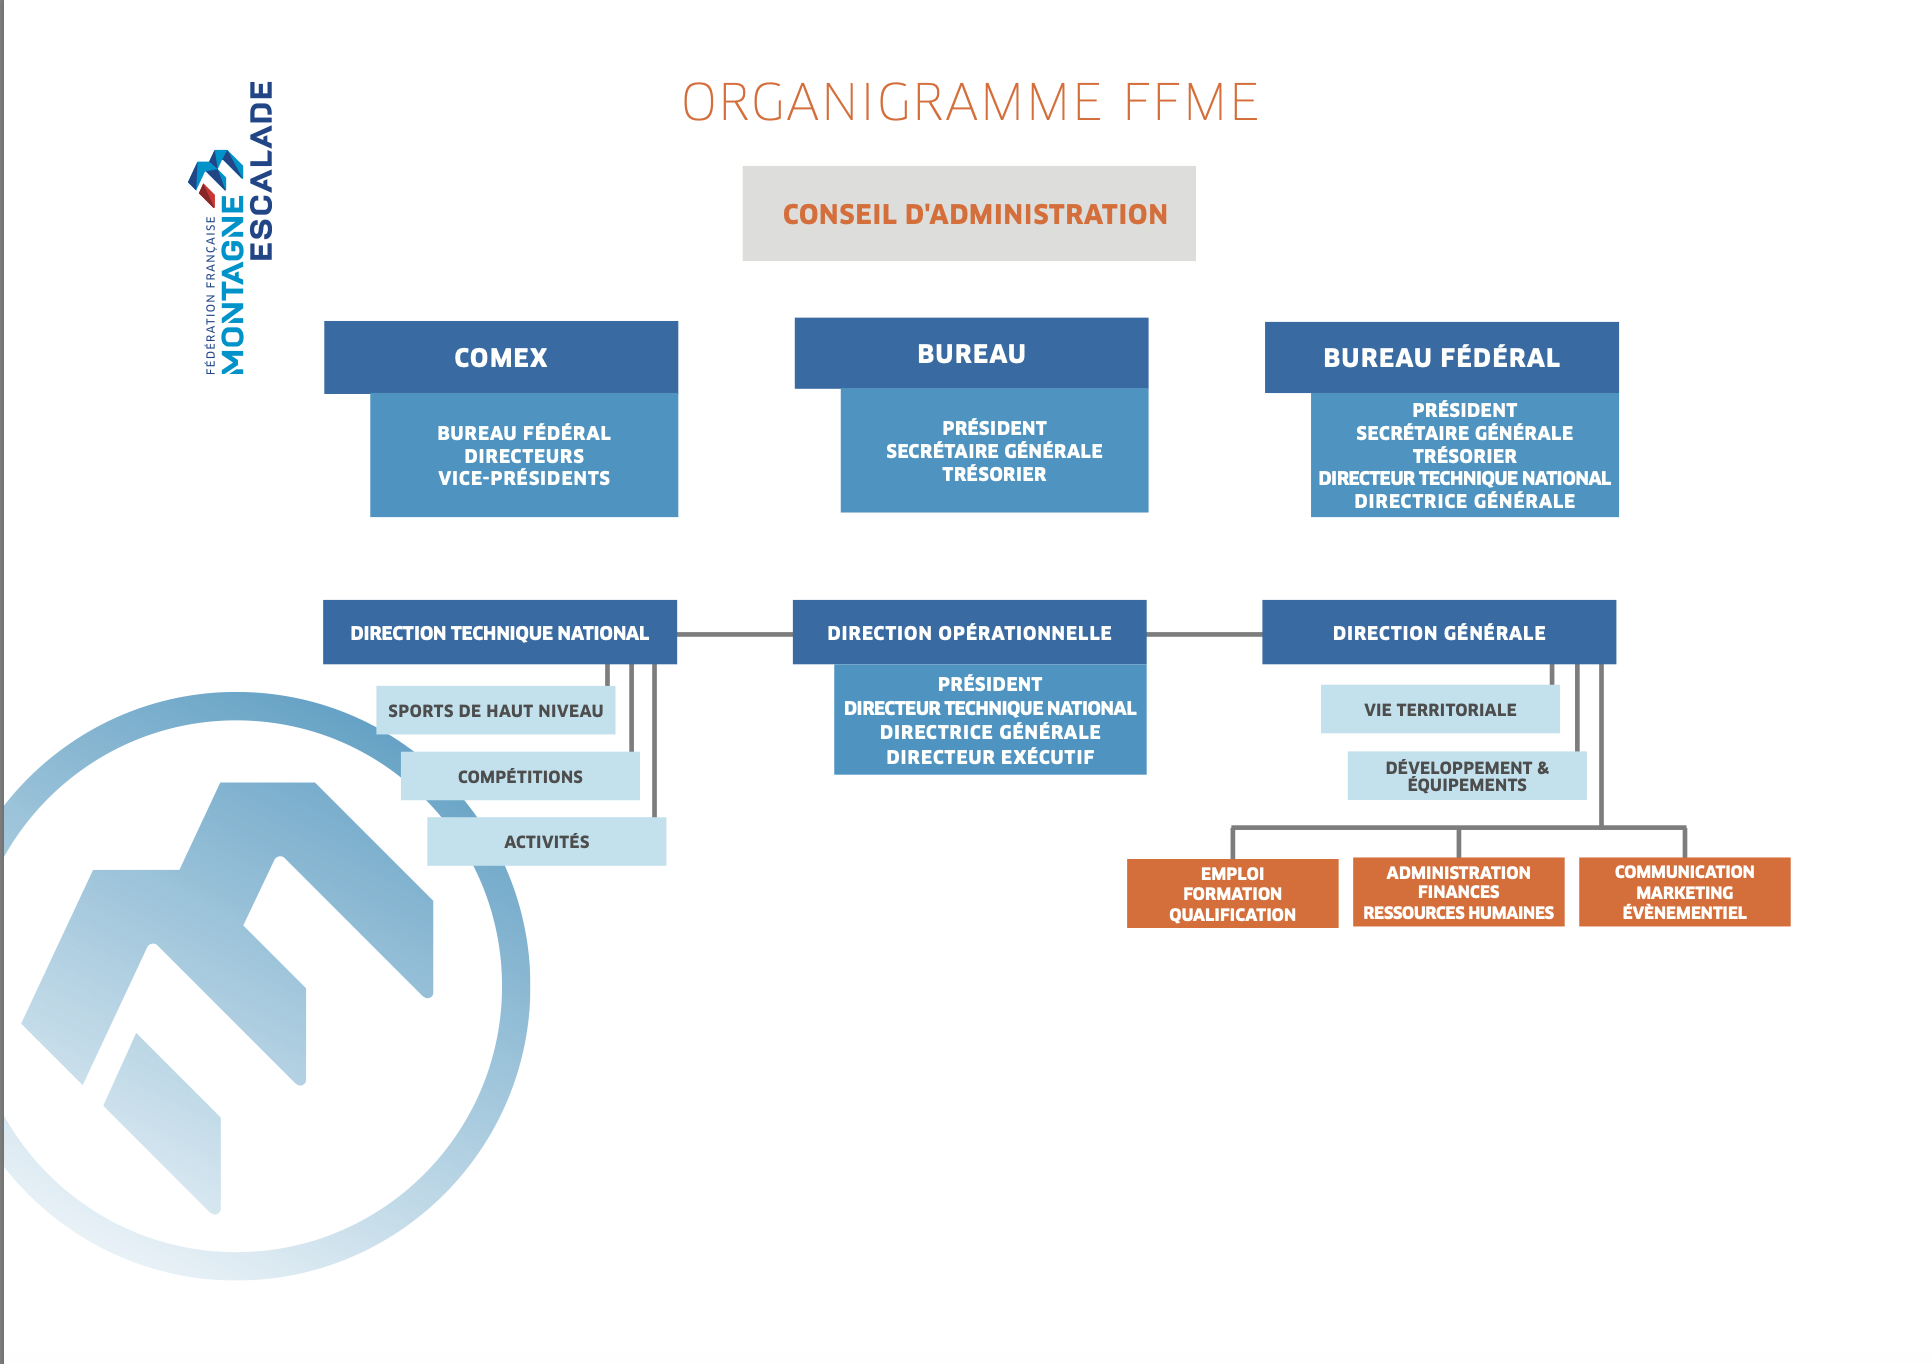 ORGANIGRAMME FFME
FÉDÉRATION FRANÇAISE
MONTAGNE
ESCALADE
CONSEIL D'ADMINISTRATION
COMEX
BUREAU FÉDÉRAL
DIRECTEURS
VICE-PRÉSIDENTS
BUREAU
PRÉSIDENT
SECRÉTAIRE GÉNÉRALE
TRÉSORIER
BUREAU FÉDÉRAL
PRÉSIDENT
SECRÉTAIRE GÉNÉRALE
TRÉSORIER
DIRECTEUR TECHNIQUE NATIONAL
DIRECTRICE GÉNÉRALE
DIRECTION TECHNIQUE NATIONAL
SPORTS DE HAUT NIVEAU
COMPÉTITIONS
ACTIVITÉS
DIRECTION OPÉRATIONNELLE
PRÉSIDENT
DIRECTEUR TECHNIQUE NATIONAL
DIRECTRICE GÉNÉRALE
DIRECTEUR EXÉCUTIF
DIRECTION GÉNÉRALE
VIE TERRITORIALE
DÉVELOPPEMENT &
ÉQUIPEMENTS
EMPLOI
FORMATION
QUALIFICATION
ADMINISTRATION
FINANCES
RESSOURCES HUMAINES
COMMUNICATION
MARKETING
ÉVÈNEMENTIEL